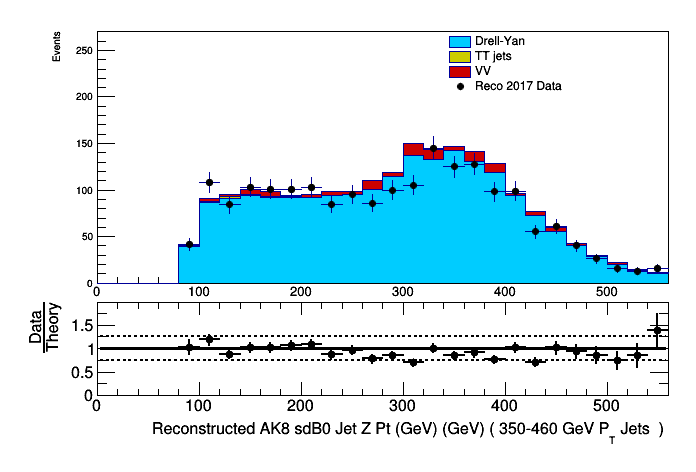 Events
250
200
150
100
50
0
Drell-Yan
TT jets
VV
Reco 2017 Data
0 100 200 300 400 500
Data
Theory
1.5
1
0.5
0
0 100 200 300 400 500
Reconstructed AK8 sdB0 Jet Z Pt (GeV) (GeV) ( 350-460 GeV P_T Jets )